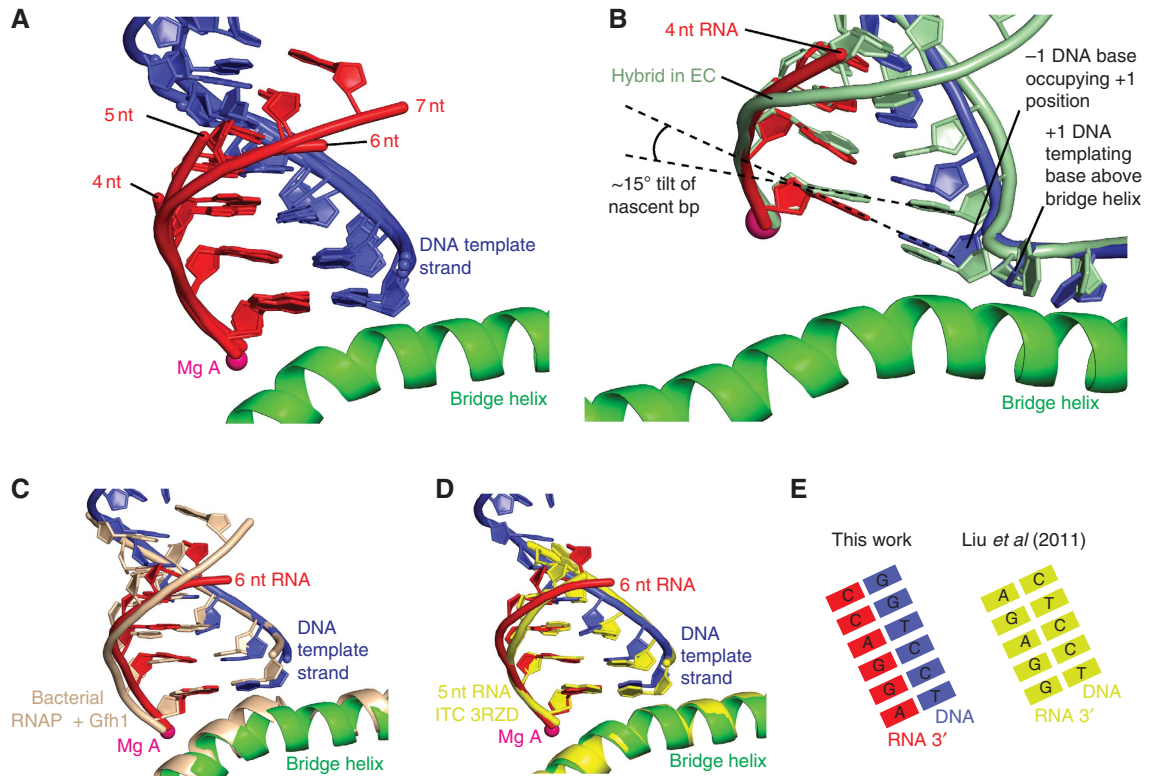 A
5 nt
4 nt
7 nt
6 nt
DNA template
strand
Mg A
Bridge helix
B
4 nt RNA
Hybrid in EC
~15° tilt of
nascent bp
–1 DNA base
occupying +1
position
+1 DNA
templating
base above
bridge helix
Bridge helix
C
6 nt RNA
DNA
template
strand
Bacterial
RNAP + Gfh1
Mg A
Bridge helix
D
6 nt RNA
DNA
template
strand
5 nt RNA
ITC 3RZD
Mg A
Bridge helix
E
This work
C G
C G
A T
G C
G C
A T
DNA
RNA 3′
Liu et al (2011)
A C
G T
A C
G C
G T
DNA
RNA 3′